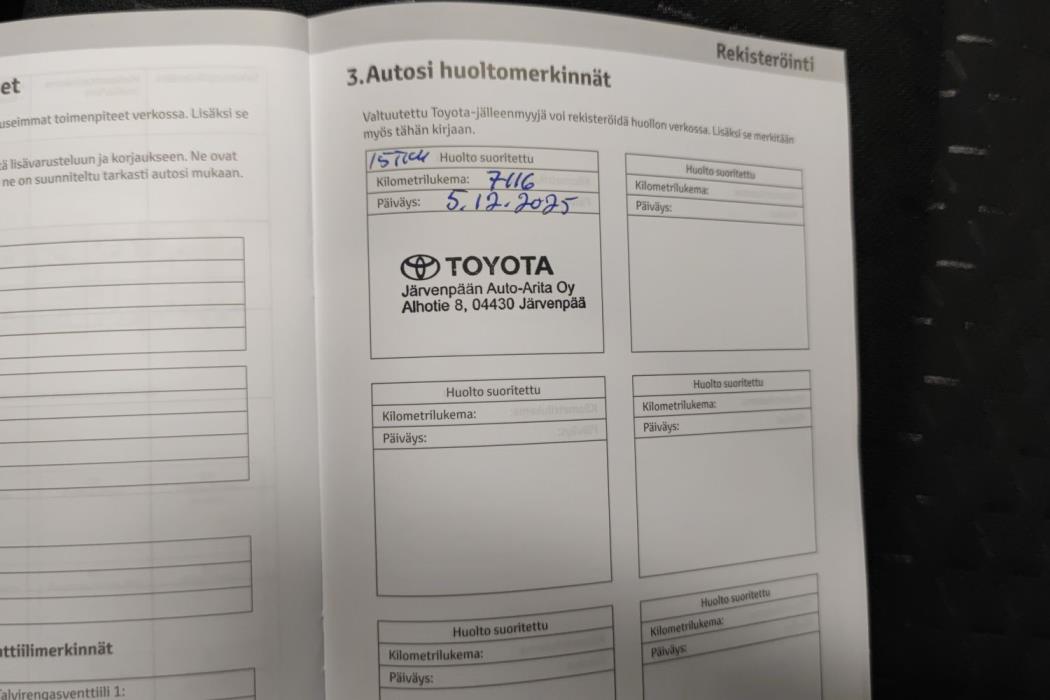 et
useimmat toimenpiteet verkossa. Lisäksi se
tä lisävarusteluun ja korjaukseen. Ne ovat
ne on suunniteltu tarkasti autosi mukaan.
ttiilimerkinnät
alvirengasventtiili 1:
Rekisteröinti
3.Autosi huoltomerkinnät
Valtuutettu Toyota-jälleenmyyjä voi rekisteröidä huollon verkossa. Lisäksi se merkitään
myös tähän kirjaan.
Huolto suoritettu
Kilometrilukema: 7116
Päiväys: 5.12.2025
TOYOTA
Järvenpään Auto-Arita Oy
Alhotie 8, 04430 Järvenpää
Huolto suoritettu
Kilometrilukema:
Päiväys:
Huolto suoritettu
Kilometrilukema:
Päiväys:
Huolto suoritettu
Kilometrilukema:
Päiväys:
Huolto suoritettu
Kilometrilukema:
Päiväys:
Huolto suoritettu
Kilometrilukema:
Päiväys: